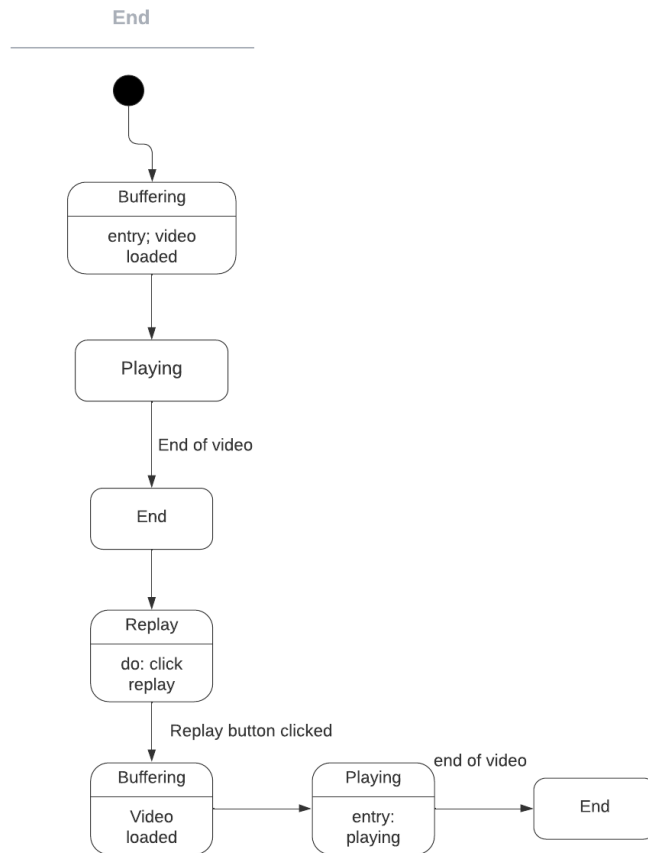 End
Buffering
entry; video
loaded
Playing
End of video
End
Replay
do: click
replay
Replay button clicked
Buffering
Video
loaded
Playing
entry:
playing
end of video
End